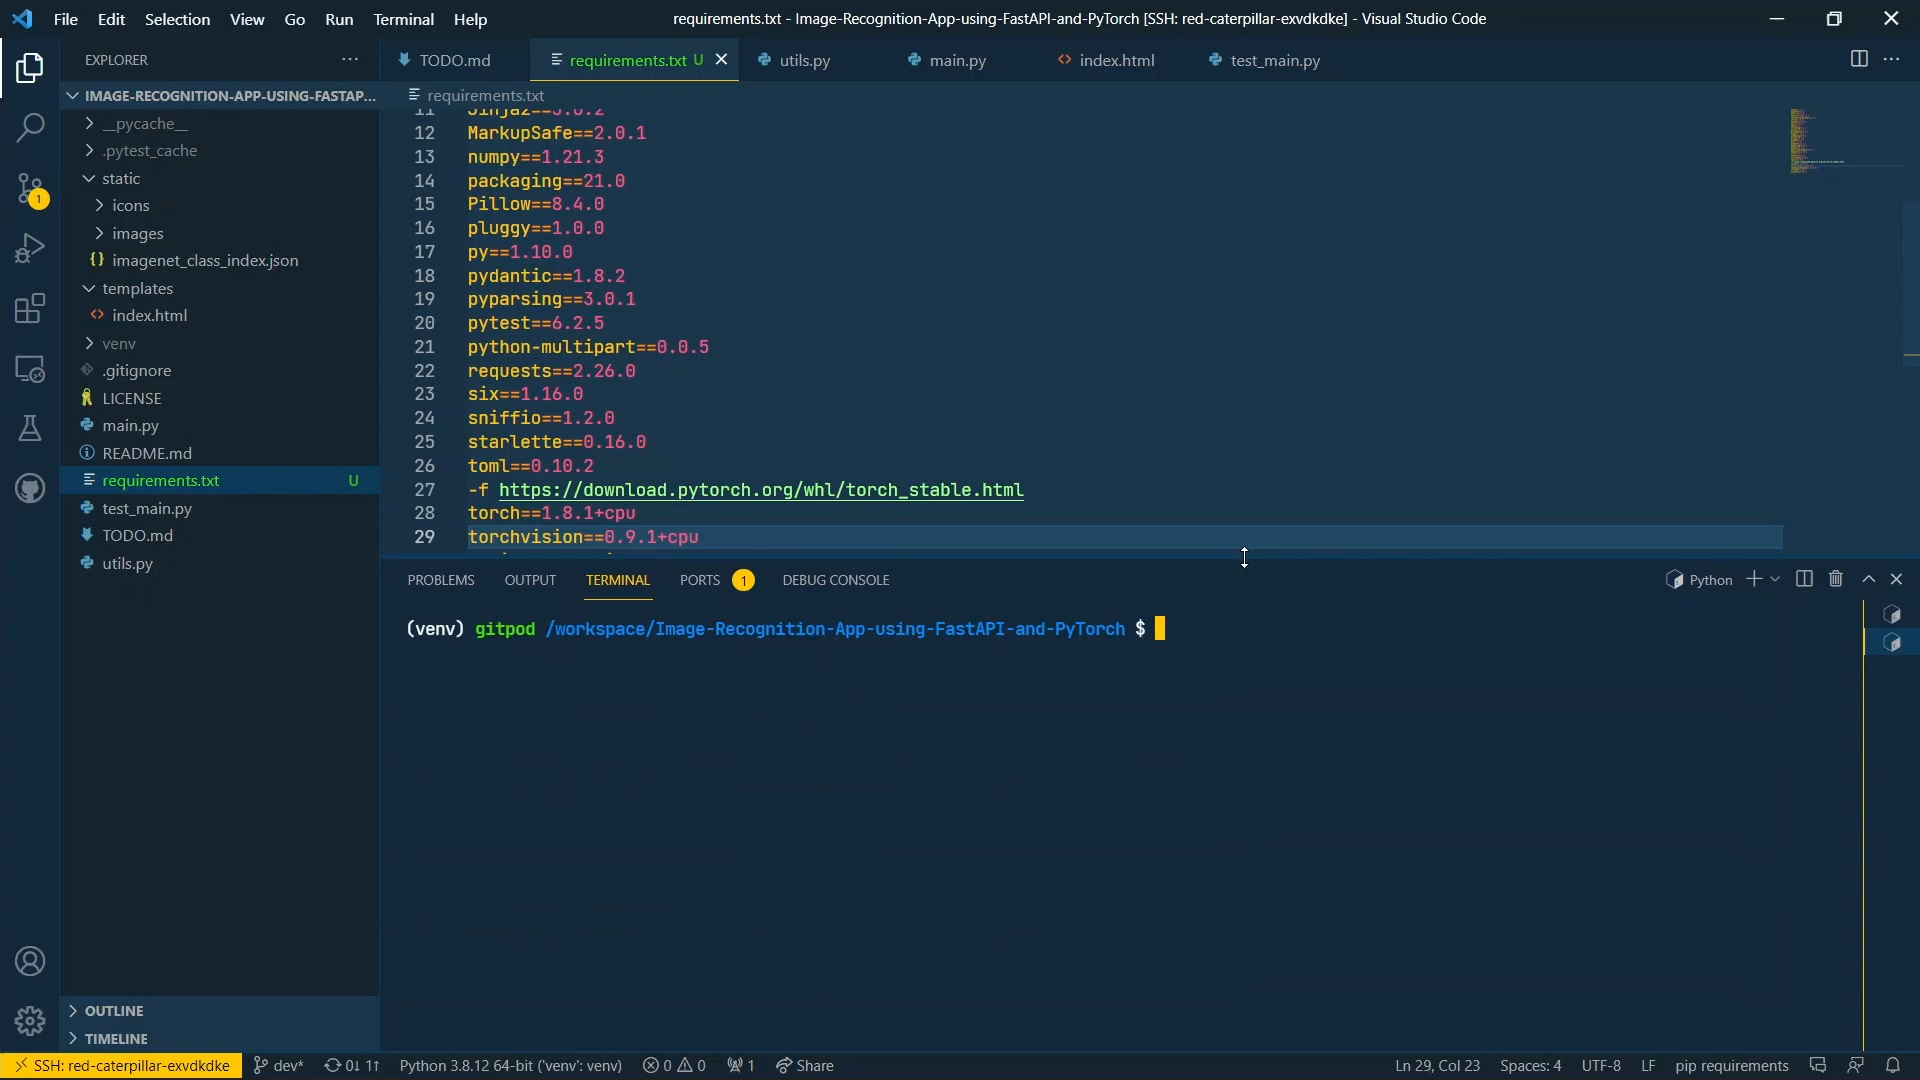 File Edit Selection View Go Run Terminal Help
requirements.txt - Image-Recognition-App-using-FastAPI-and-PyTorch [SSH: red-caterpillar-exvdkdke] - Visual Studio Code
EXPLORER
TODO.md
requirements.txt U
utils.py
main.py
index.html
test_main.py
IMAGE-RECOGNITION-APP-USING-FASTAP...
__pycache__
.pytest_cache
static
icons
images
imagenet_class_index.json
templates
index.html
venv
.gitignore
LICENSE
main.py
README.md
requirements.txt U
test_main.py
TODO.md
utils.py
OUTLINE
TIMELINE
1
requirements.txt
11 Jinja2==3.0.2
12 MarkupSafe==2.0.1
13 numpy==1.21.3
14 packaging==21.0
15 Pillow==8.4.0
16 pluggy==1.0.0
17 py==1.10.0
18 pydantic==1.8.2
19 pyparsing==3.0.1
20 pytest==6.2.5
21 python-multipart==0.0.5
22 requests==2.26.0
23 six==1.16.0
24 sniffio==1.2.0
25 starlette==0.16.0
26 toml==0.10.2
27 -f https://download.pytorch.org/whl/torch_stable.html
28 torch==1.8.1+cpu
29 torchvision==0.9.1+cpu
PROBLEMS OUTPUT TERMINAL PORTS 1 DEBUG CONSOLE
Python
(venv) gitpod /workspace/Image-Recognition-App-using-FastAPI-and-PyTorch $
SSH: red-caterpillar-exvdkdke dev* 0↓ 1↑ Python 3.8.12 64-bit ('venv': venv) 0 0 1 Share
Ln 29, Col 23 Spaces: 4 UTF-8 LF pip requirements